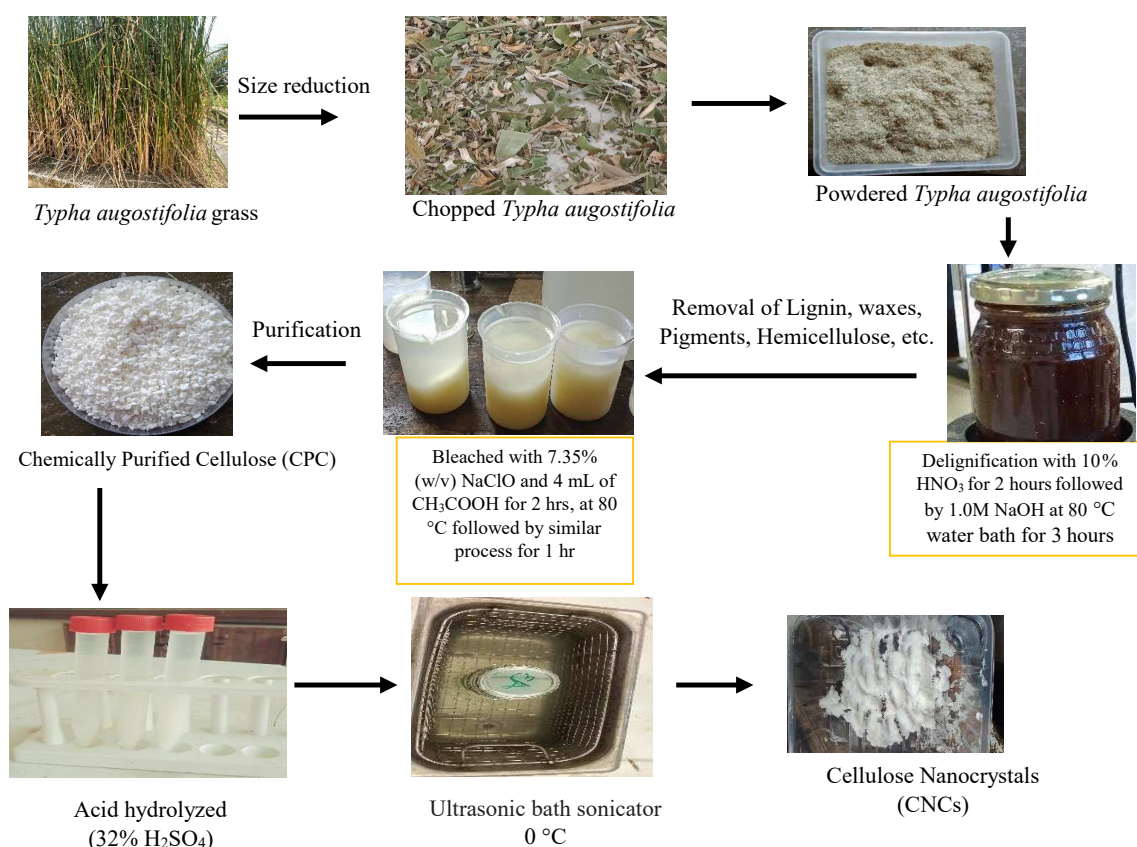 Size reduction
Typha augostifolia grass
Chopped Typha augustifolia
Powdered Typha augustifolia
Removal of Lignin, waxes,
Pigments, Hemicellulose, etc.
Purification
Chemically Purified Cellulose (CPC)
Bleached with 7.35%
(w/v) NaClO and 4 mL of
CH₃COOH for 2 hrs, at 80
°C followed by similar
process for 1 hr
Delignification with 10%
HNO₃ for 2 hours followed
by 1.0M NaOH at 80 °C
water bath for 3 hours
Acid hydrolyzed
(32% H₂SO₄)
Ultrasonic bath sonicator
0 °C
Cellulose Nanocrystals
(CNCs)